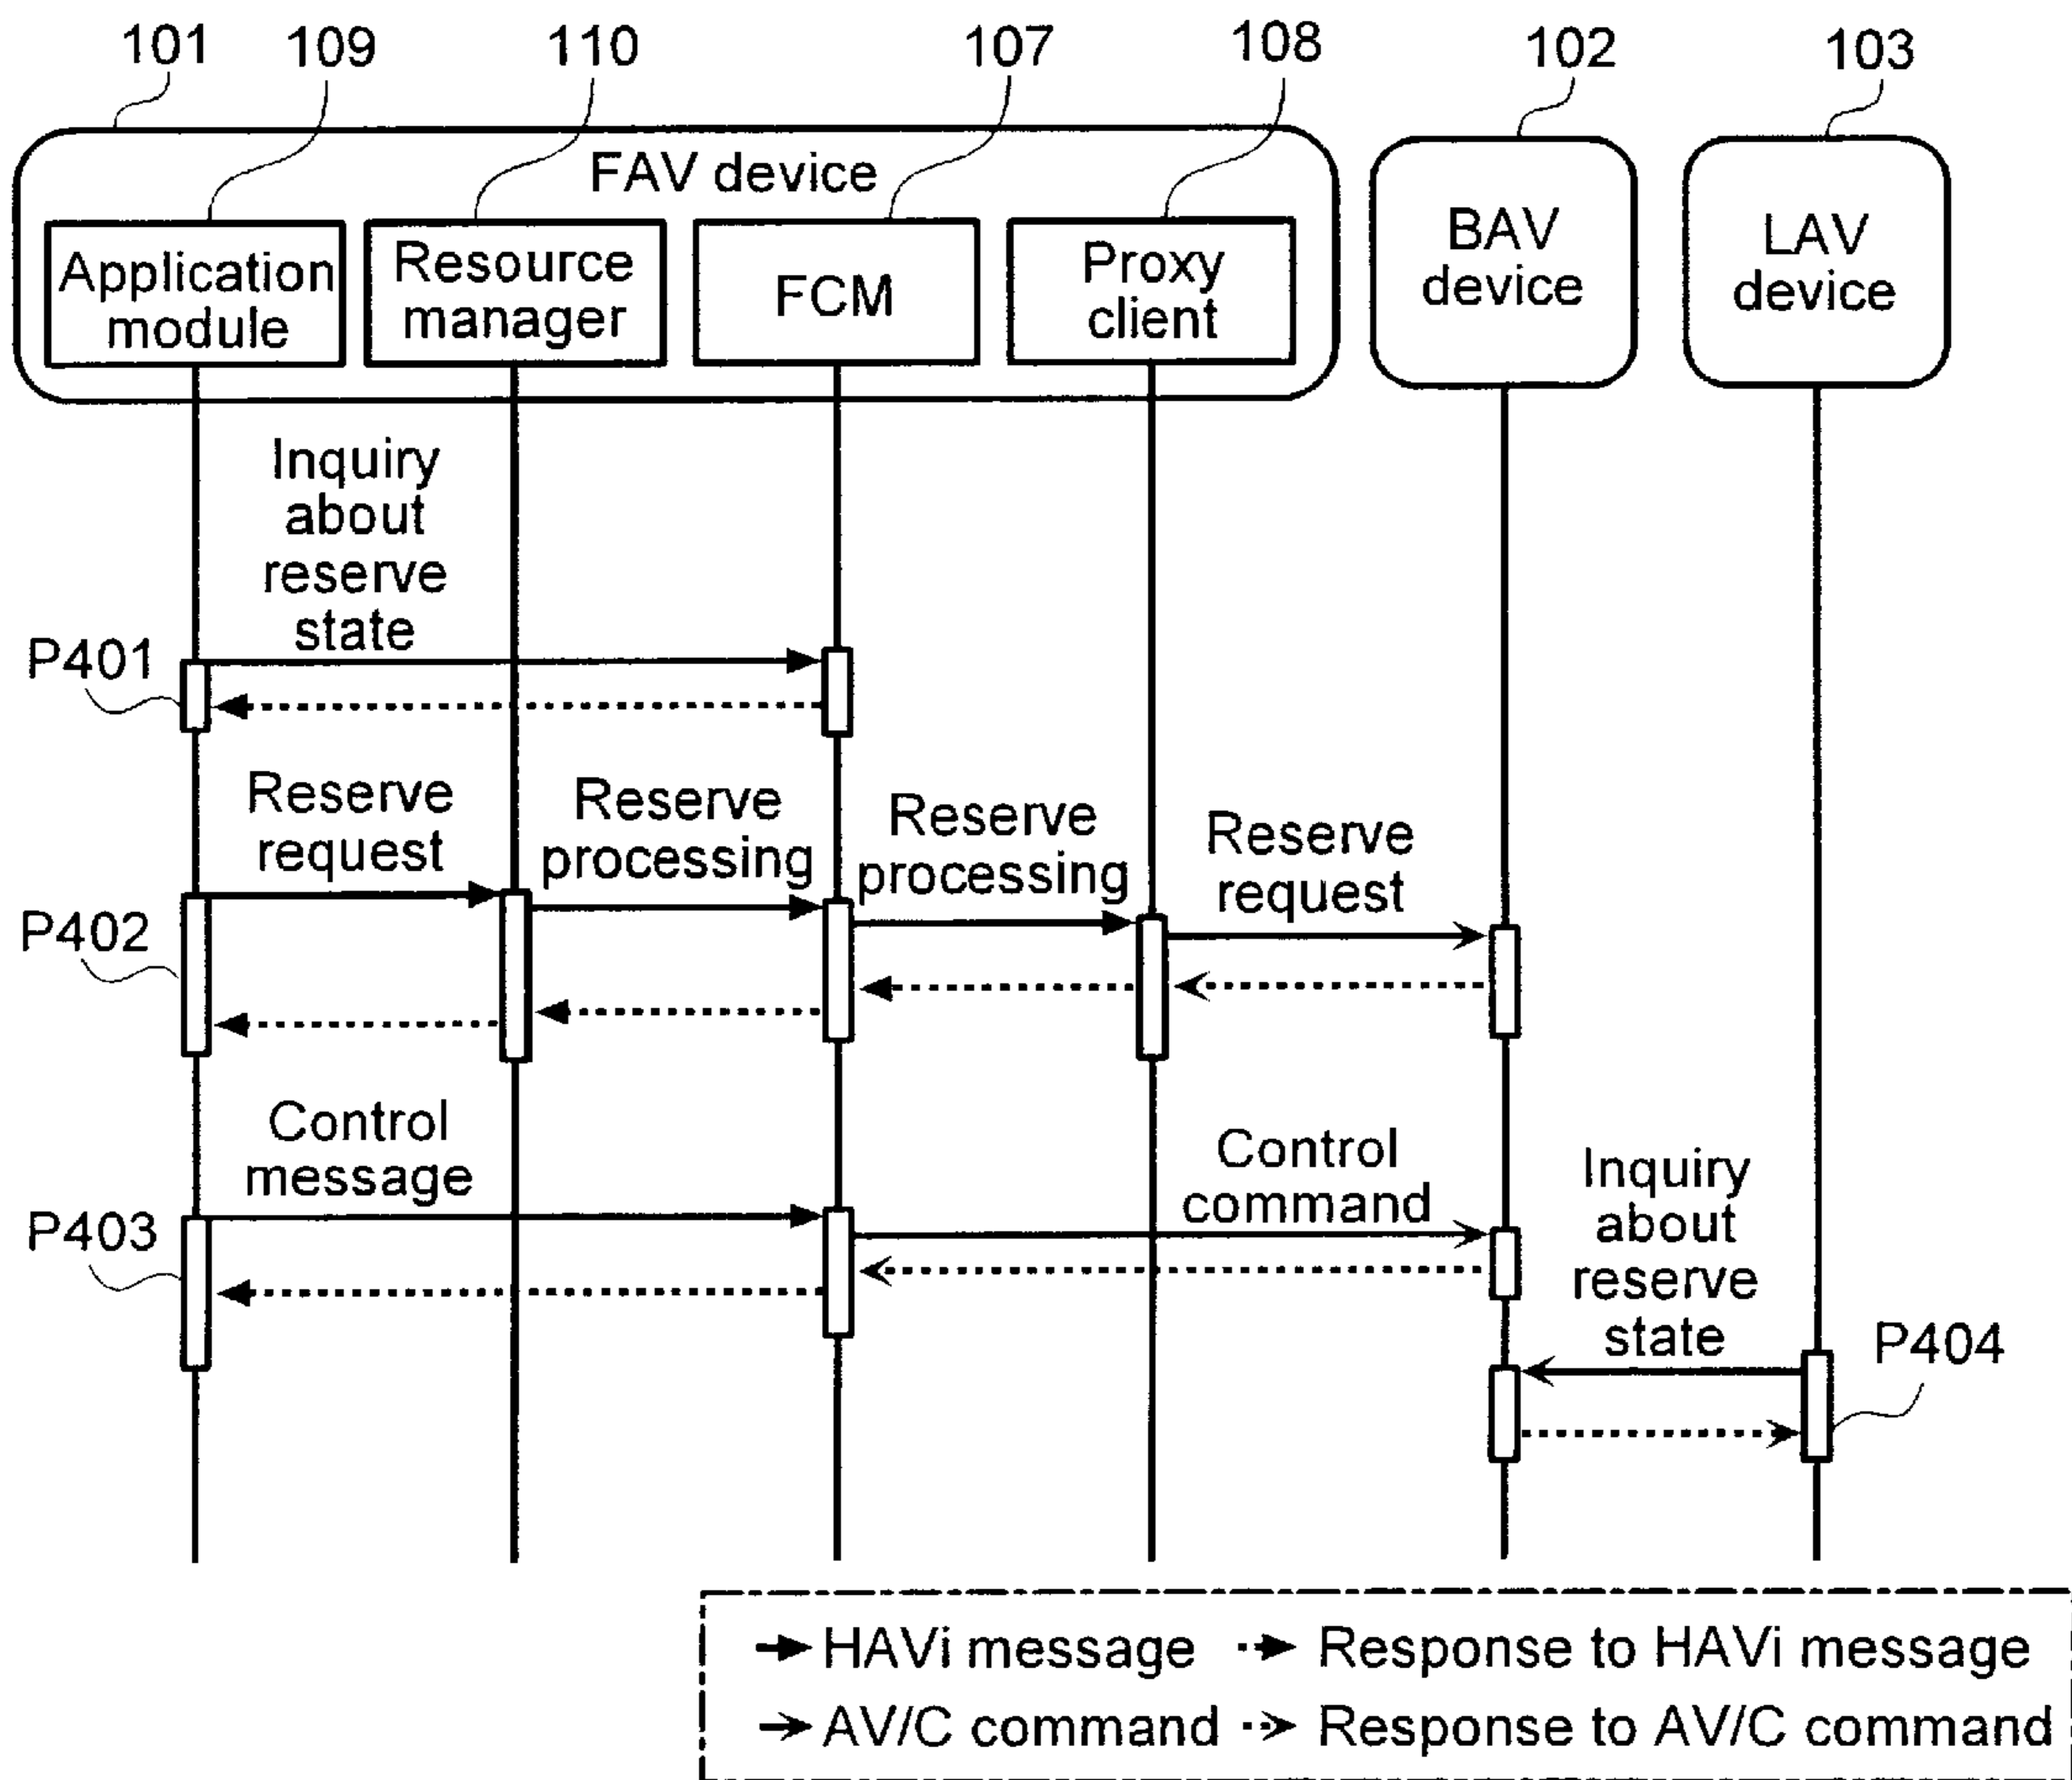 101
109
110
107
108
102
103
FAV device
Application
module
Resource
manager
FCM
Proxy
client
BAV
device
LAV
device
Inquiry
about
reserve
state
P401
Reserve
request
Reserve
processing
Reserve
processing
Reserve
request
P402
Control
message
Control
command
P403
Inquiry
about
reserve
state
P404
HAVi message
Response to HAVi message
AV/C command
Response to AV/C command